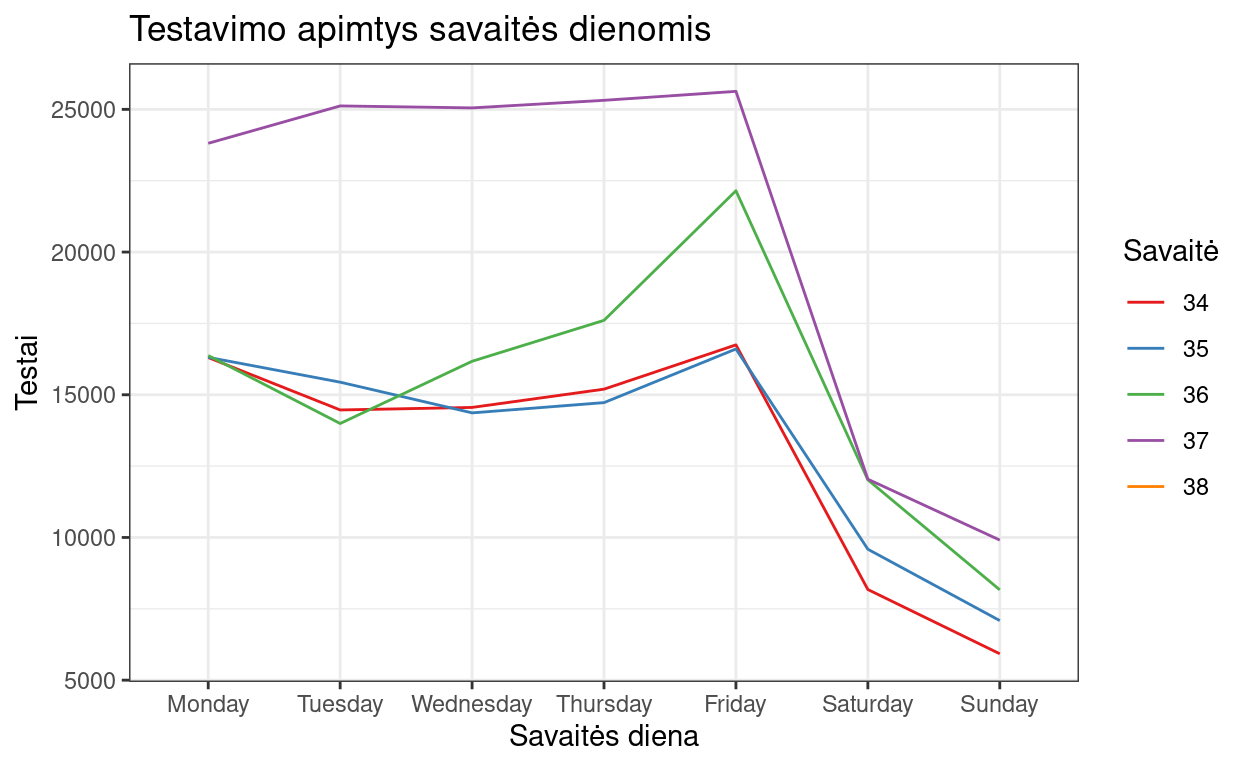 Testavimo apimtys savaitės dienomis
Testai
25000
20000
15000
10000
5000
Monday Tuesday Wednesday Thursday Friday Saturday Sunday
Savaitės diena
Savaitė
34
35
36
37
38